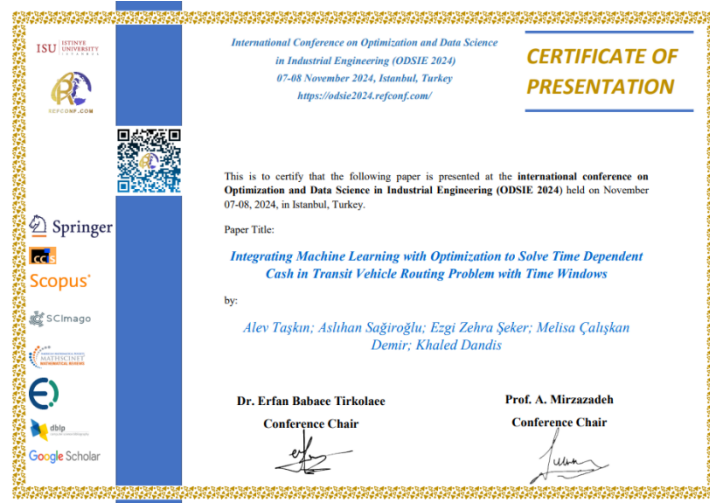 ISU ISTINYE
UNIVERSITY
REFCONF.COM
International Conference on Optimization and Data Science
in Industrial Engineering (ODSIE 2024)
07-08 November 2024, Istanbul, Turkey
https://odsie2024.refconf.com/
CERTIFICATE OF
PRESENTATION
This is to certify that the following paper is presented at the international conference on
Optimization and Data Science in Industrial Engineering (ODSIE 2024) held on November
07-08, 2024, in Istanbul, Turkey.
Paper Title:
Integrating Machine Learning with Optimization to Solve Time Dependent
Cash in Transit Vehicle Routing Problem with Time Windows
by:
Alev Taşkın; Aslıhan Sağıroğlu; Ezgi Zehra Şeker; Melisa Çalışkan
Demir; Khaled Dandis
Dr. Erfan Babaee Tirkolaee
Conference Chair
Prof. A. Mirzazadeh
Conference Chair
Springer
Scopus
SCImago
MATHSCINET
MATHEMATICAL REVIEWS
dblp
Google Scholar